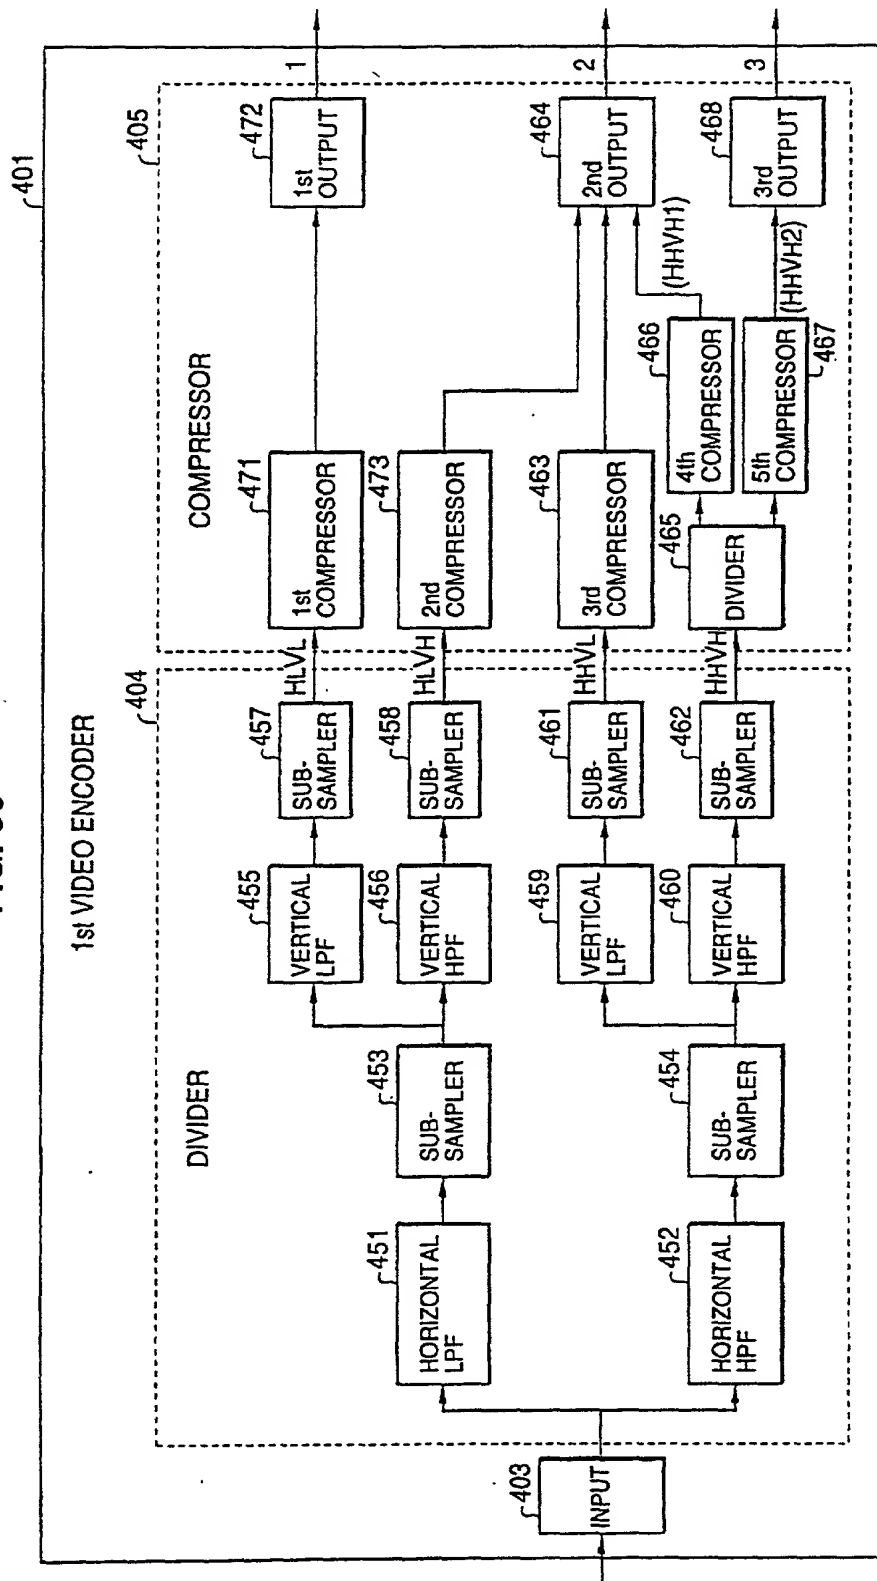 1st VIDEO ENCODER
401
404
405
DIVIDER
COMPRESSOR
403
INPUT
451
HORIZONTAL
LPF
453
SUB-
SAMPLER
455
VERTICAL
LPF
457
SUB-
SAMPLER
HLVL
471
1st
COMPRESSOR
472
1st
OUTPUT
1
456
VERTICAL
HPF
458
SUB-
SAMPLER
HLVH
473
2nd
COMPRESSOR
452
HORIZONTAL
HPF
454
SUB-
SAMPLER
459
VERTICAL
LPF
461
SUB-
SAMPLER
HHVL
463
3rd
COMPRESSOR
464
2nd
OUTPUT
2
460
VERTICAL
HPF
462
SUB-
SAMPLER
HHVH
465
DIVIDER
466
4th
COMPRESSOR
(HHVH1)
5th
COMPRESSOR
467
(HHVH2)
468
3rd
OUTPUT
3